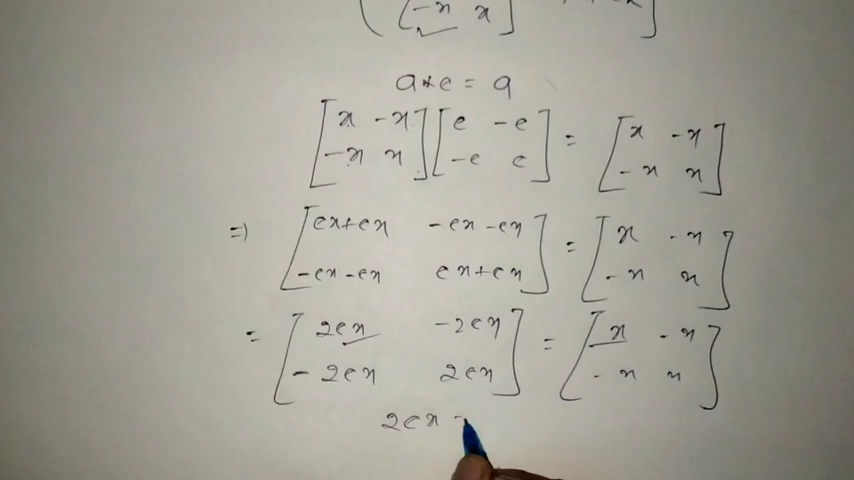 [-x x]
a*e = a
[x -x] [e -e] = [x -x]
[-x x] [-e e] [-x x]
=) [ex+ex -ex-ex] = [x -x]
[-ex-ex ex+ex] [-x x]
= [2ex -2ex] = [x -x]
[-2ex 2ex] [-x x]
2ex